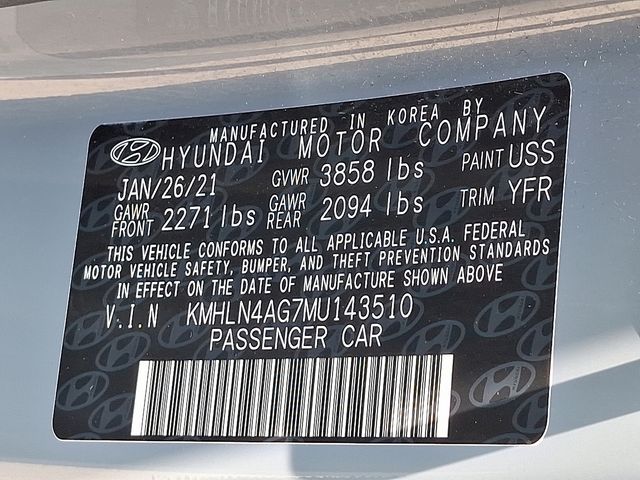 MANUFACTURED IN KOREA BY
HYUNDAI MOTOR COMPANY
JAN/26/21 GVWR 3858 lbs PAINT USS
GAWR FRONT 2271 lbs GAWR REAR 2094 lbs TRIM YFR
THIS VEHICLE CONFORMS TO ALL APPLICABLE U.S.A. FEDERAL
MOTOR VEHICLE SAFETY, BUMPER, AND THEFT PREVENTION STANDARDS
IN EFFECT ON THE DATE OF MANUFACTURE SHOWN ABOVE
V.I.N KMHLN4AG7MU143510
PASSENGER CAR